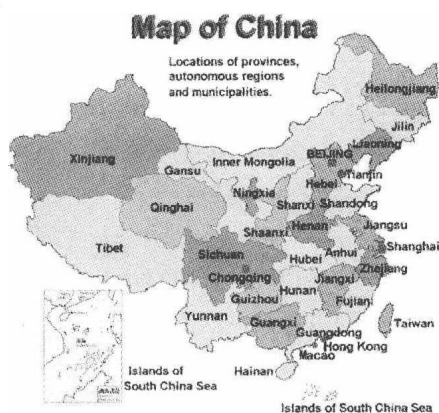 Map of China
Locations of provinces,
autonomous regions
and municipalities.
Heilongjiang
Jilin
Liaoning
Xinjiang
Inner Mongolia
BEIJING
Gansu
Tianjin
Hebei
Ningxia
Shanxi
Shandong
Qinghai
Shaanxi
Henan
Jiangsu
Tibet
Sichuan
Hubei
Anhui
Shanghai
Chongqing
Zhejiang
Hunan
Jiangxi
Guizhou
Fujian
Yunnan
Guangxi
Guangdong
Taiwan
Hong Kong
Macao
Hainan
Islands of
South China Sea
Islands of South China Sea